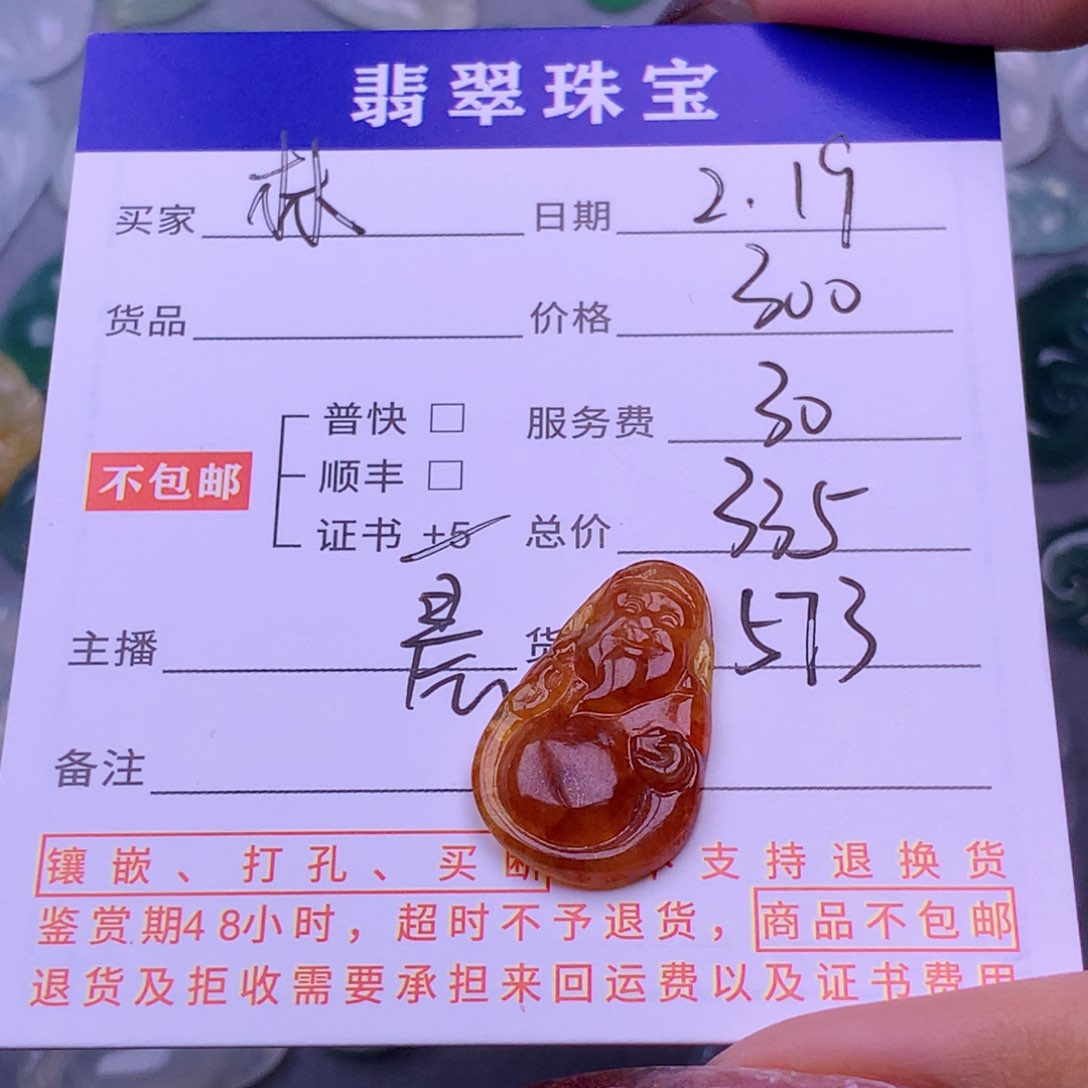 翡翠珠宝
买家 林 日期 2.19
货品 价格 300
普快 □ 服务费 30
不包邮 顺丰 □
证书 +5 总价 335
主播 晨 货 573
备注
镶嵌、打孔、买断 支持退换货
鉴赏期48小时，超时不予退货，商品不包邮
退货及拒收需要承担来回运费以及证书费用